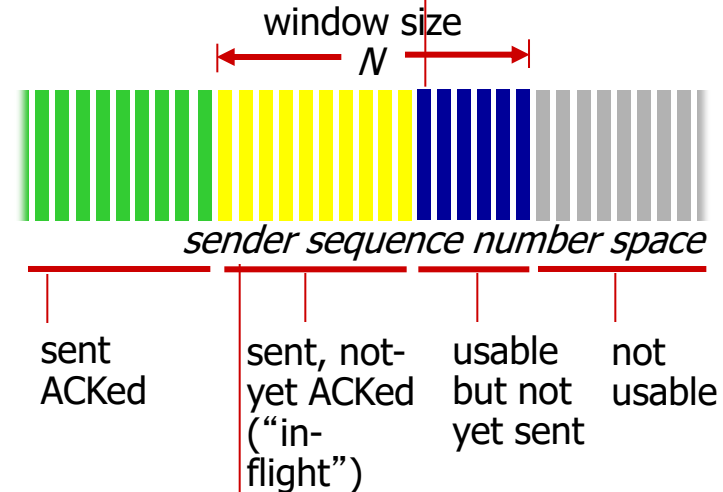 window size
N
sender sequence number space
sent
ACKed
sent, not-
yet ACKed
(“in-
flight”)
usable
but not
yet sent
not
usable